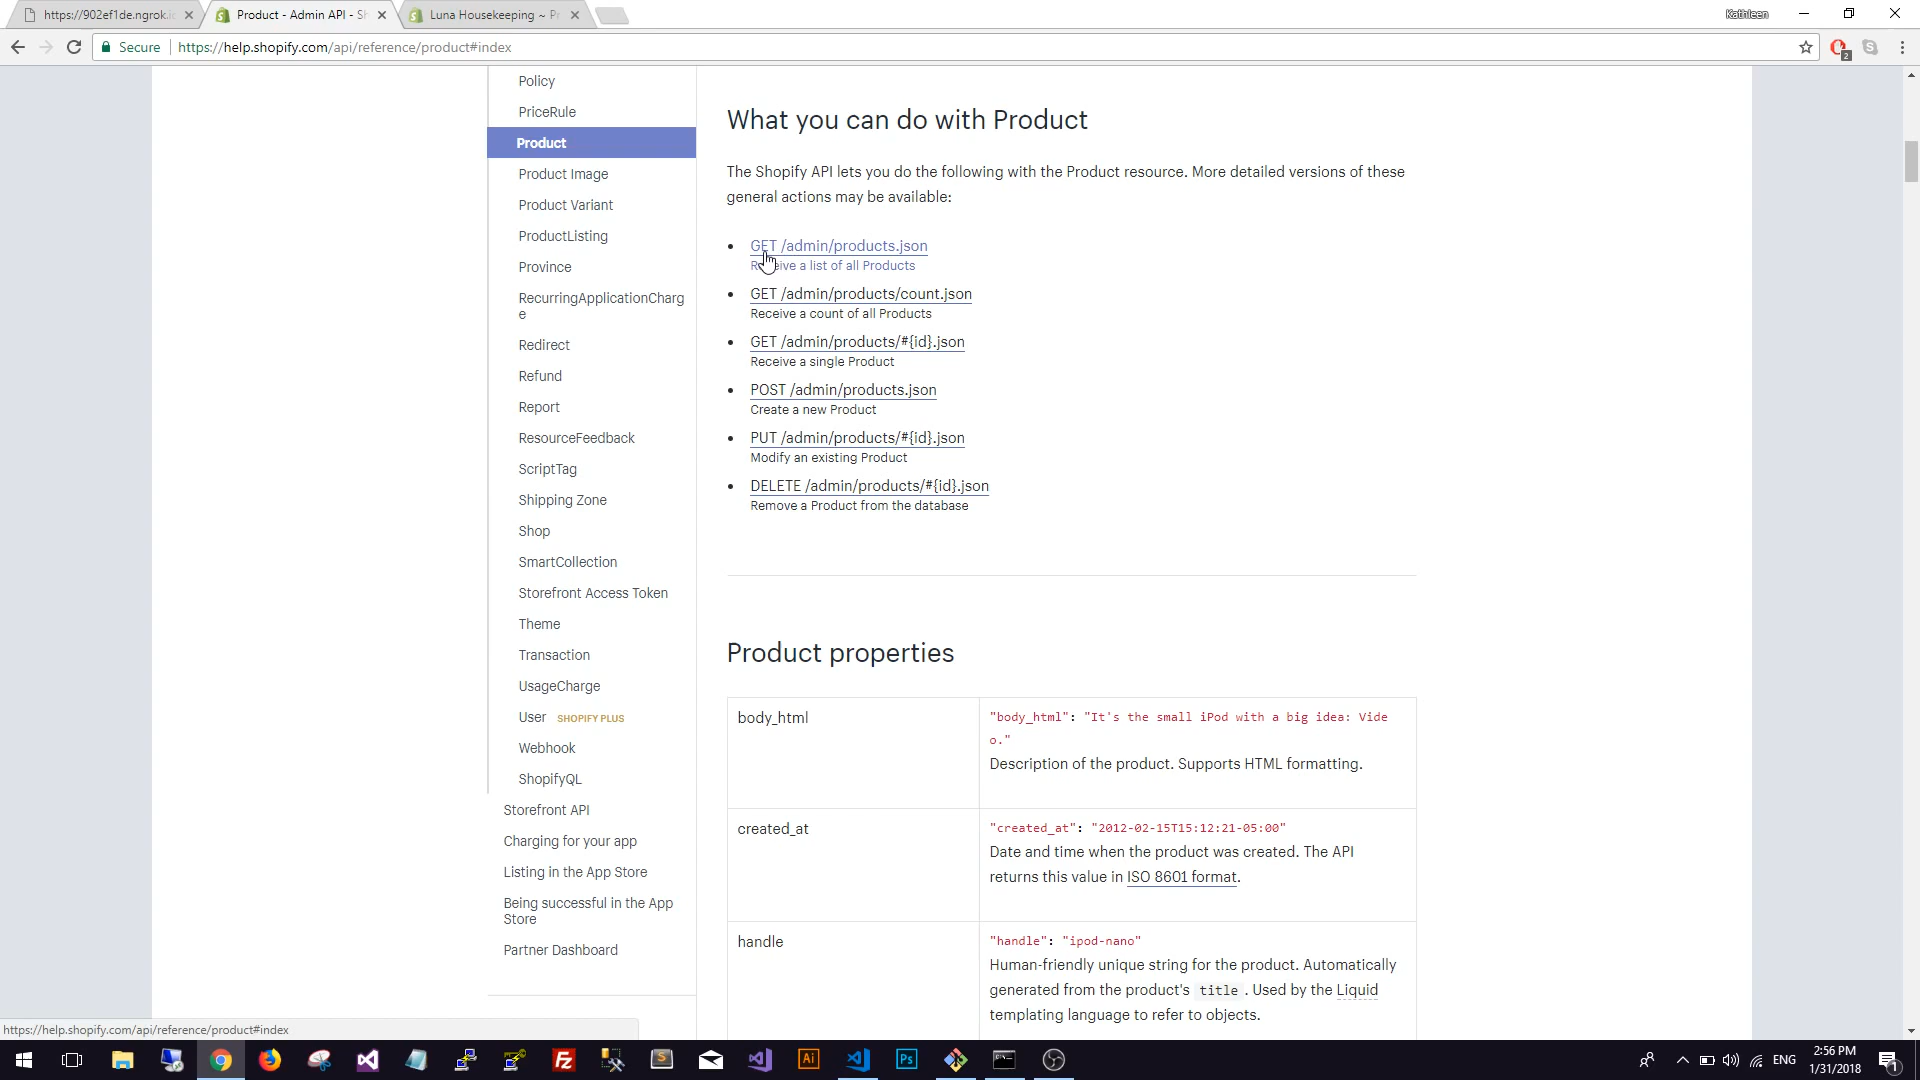 https://902ef1de.ngrok.i
Product - Admin API - Sh
Luna Housekeeping ~ Pr
Kathleen
Secure
https://help.shopify.com/api/reference/product#index
2
Policy
PriceRule
Product
Product Image
Product Variant
ProductListing
Province
RecurringApplicationCharg
e
Redirect
Refund
Report
ResourceFeedback
ScriptTag
Shipping Zone
Shop
SmartCollection
Storefront Access Token
Theme
Transaction
UsageCharge
User SHOPIFY PLUS
Webhook
ShopifyQL
Storefront API
Charging for your app
Listing in the App Store
Being successful in the App
Store
Partner Dashboard
What you can do with Product
The Shopify API lets you do the following with the Product resource. More detailed versions of these
general actions may be available:
GET /admin/products.json
Receive a list of all Products
GET /admin/products/count.json
Receive a count of all Products
GET /admin/products/#{id}.json
Receive a single Product
POST /admin/products.json
Create a new Product
PUT /admin/products/#{id}.json
Modify an existing Product
DELETE /admin/products/#{id}.json
Remove a Product from the database
Product properties
body_html
"body_html": "It's the small iPod with a big idea: Vide
o."
Description of the product. Supports HTML formatting.
created_at
"created_at": "2012-02-15T15:12:21-05:00"
Date and time when the product was created. The API
returns this value in ISO 8601 format.
handle
"handle": "ipod-nano"
Human-friendly unique string for the product. Automatically
generated from the product's title . Used by the Liquid
templating language to refer to objects.
https://help.shopify.com/api/reference/product#index
Fz
S
Ai
Ps
ENG
2:56 PM
1/31/2018
1